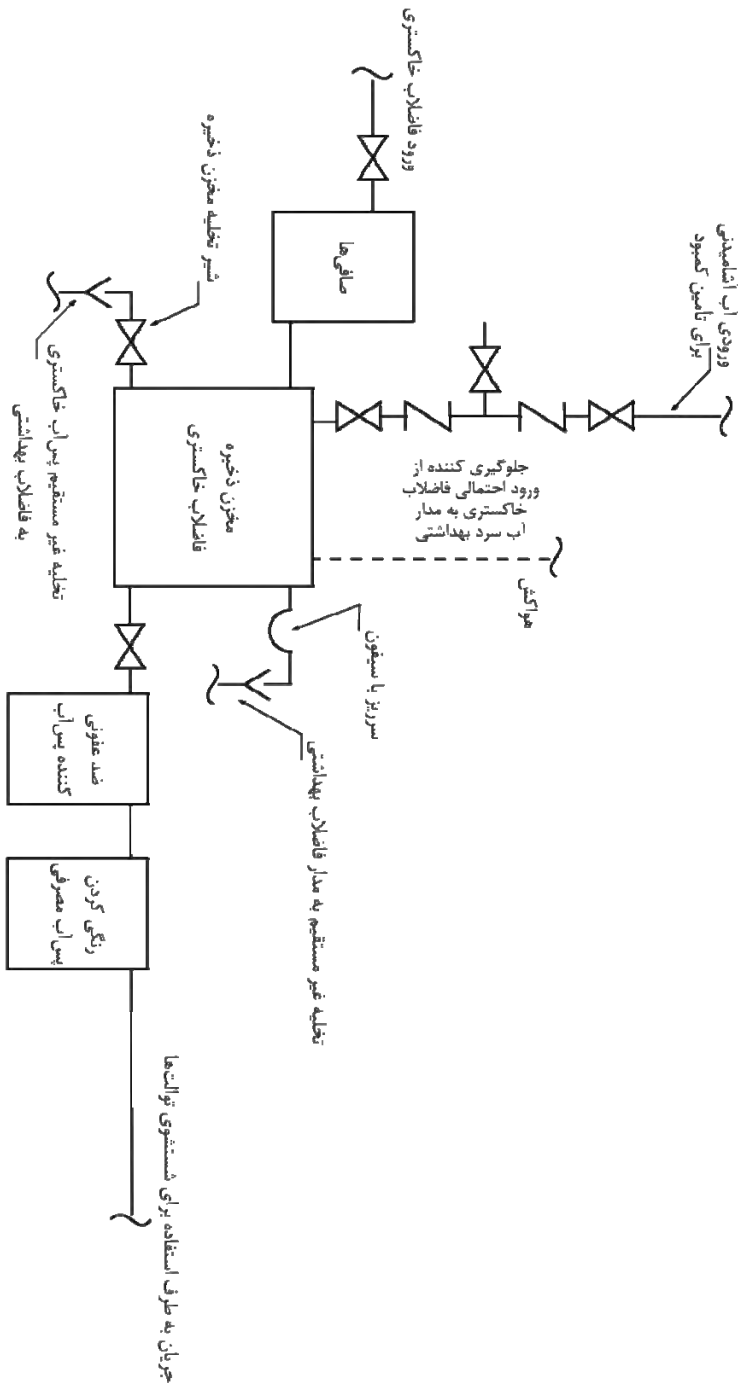 ورود فاضلاب خاکستری
صافی‌ها
ورودی آب آشامیدنی
برای تأمین کمبود
شیر تخلیه مخزن ذخیره
تخلیه غیر مستقیم پس‌آب خاکستری
به فاضلاب بهداشتی
مخزن ذخیره
فاضلاب خاکستری
جلوگیری کننده از
ورود احتمالی فاضلاب
خاکستری به مدار
آب سرد بهداشتی
هواکش
سرریز با سیفون
تخلیه غیر مستقیم به مدار فاضلاب بهداشتی
ضد عفونی
کننده پس‌آب
رنگی کردن
پس‌آب مصرفی
جریان به طرف استفاده برای شستشوی توالت‌ها